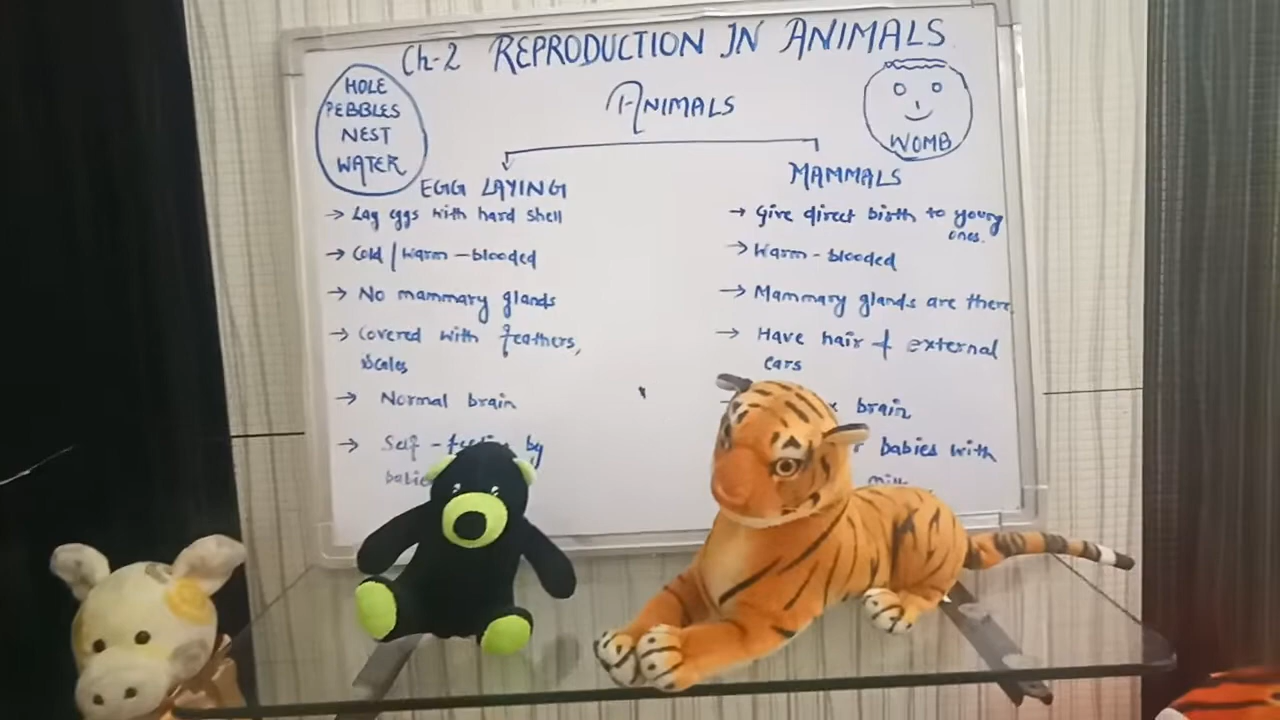 Ch-2 REPRODUCTION IN ANIMALS
HOLE
PEBBLES
NEST
WATER
ANIMALS
WOMB
EGG LAYING
→ Lag eggs with hard shell
→ Cold / Warm - blooded
→ No mammary glands
→ Covered with feathers,
scales
→ Normal brain
→ Self - by
MAMMALS
→ Give direct birth to young
ones.
→ Warm - blooded
→ Mammary glands are there
→ Have hair & external
ears
brain
babies with
milk